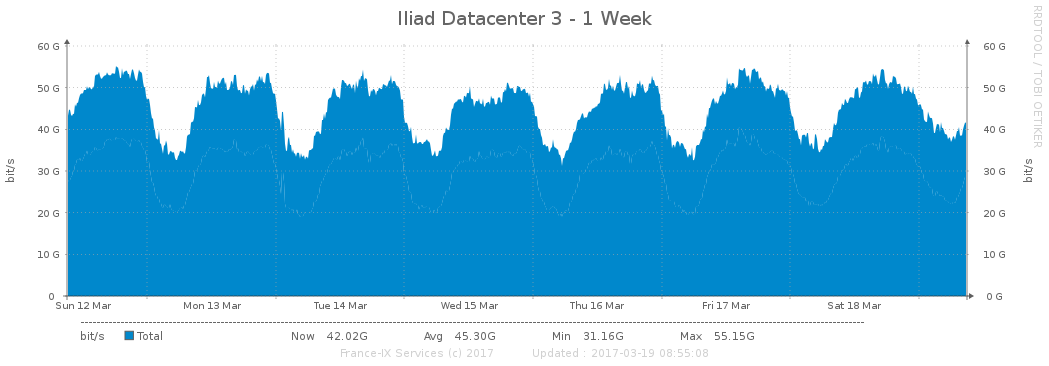 Iliad Datacenter 3 - 1 Week
RRDTOOL / TOBI OETIKER
60 G 60 G
50 G 50 G
40 G 40 G
30 G 30 G
20 G 20 G
10 G 10 G
0 0 G
bit/s
bit/s
Sun 12 Mar Mon 13 Mar Tue 14 Mar Wed 15 Mar Thu 16 Mar Fri 17 Mar Sat 18 Mar
bit/s Total Now 42.02G Avg 45.30G Min 31.16G Max 55.15G
France-IX Services (c) 2017 Updated : 2017-03-19 08:55:08